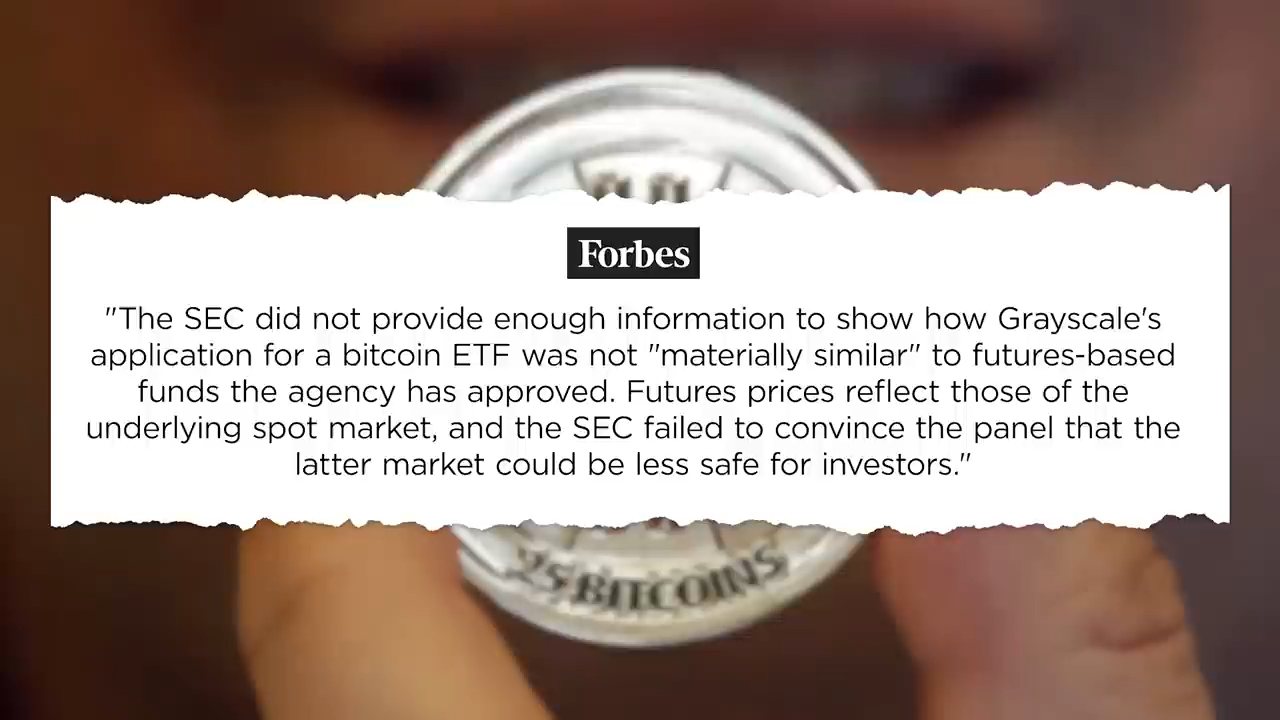 Forbes
"The SEC did not provide enough information to show how Grayscale's
application for a bitcoin ETF was not "materially similar" to futures-based
funds the agency has approved. Futures prices reflect those of the
underlying spot market, and the SEC failed to convince the panel that the
latter market could be less safe for investors."
25 BITCOINS